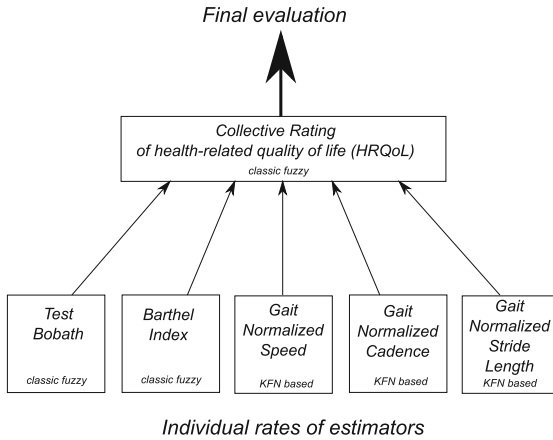 Final evaluation
Collective Rating
of health-related quality of life (HRQoL)
classic fuzzy
Test
Bobath
classic fuzzy
Barthel
Index
classic fuzzy
Gait
Normalized
Speed
KFN based
Gait
Normalized
Cadence
KFN based
Gait
Normalized
Stride
Length
KFN based
Individual rates of estimators